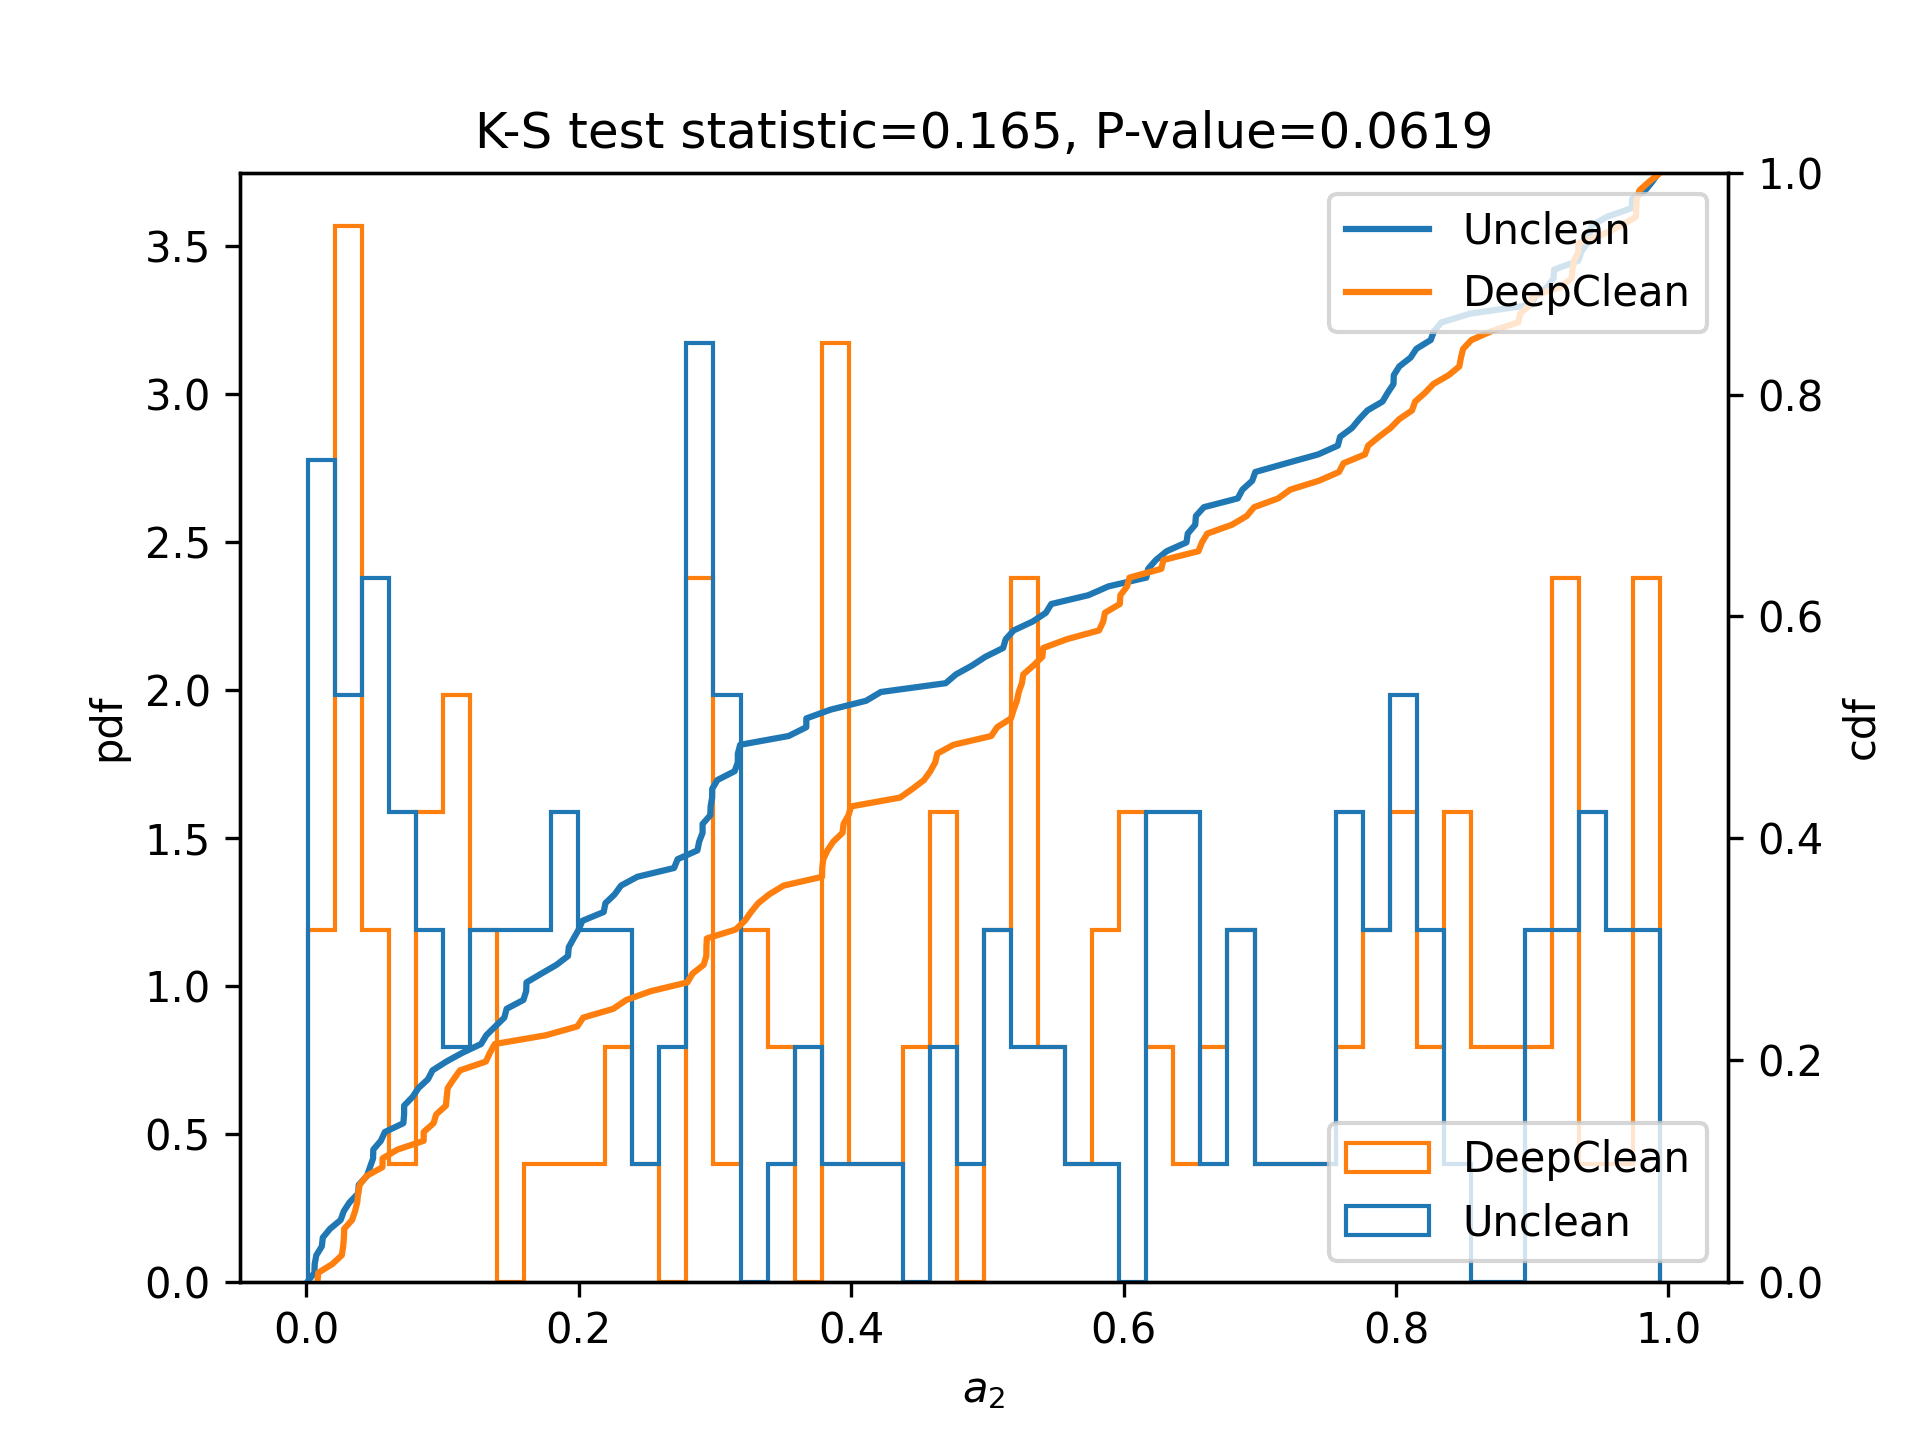 K-S test statistic=0.165, P-value=0.0619
pdf
3.5
3.0
2.5
2.0
1.5
1.0
0.5
0.0
cdf
1.0
0.8
0.6
0.4
0.2
0.0
Unclean
DeepClean
DeepClean
Unclean
0.0 0.2 0.4 0.6 0.8 1.0
a₂